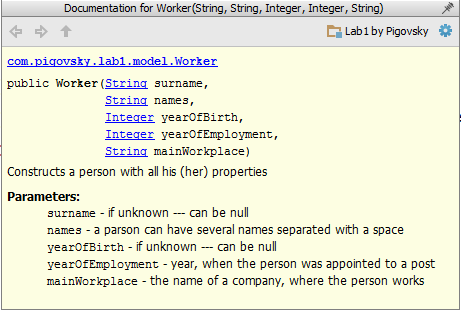 Documentation for Worker(String, String, Integer, Integer, String)
Lab1 by Pigovsky
com.pigovsky.lab1.model.Worker
public Worker(String surname,
String names,
Integer yearOfBirth,
Integer yearOfEmployment,
String mainWorkplace)
Constructs a person with all his (her) properties
Parameters:
surname - if unknown --- can be null
names - a parson can have several names separated with a space
yearOfBirth - if unknown --- can be null
yearOfEmployment - year, when the person was appointed to a post
mainWorkplace - the name of a company, where the person works